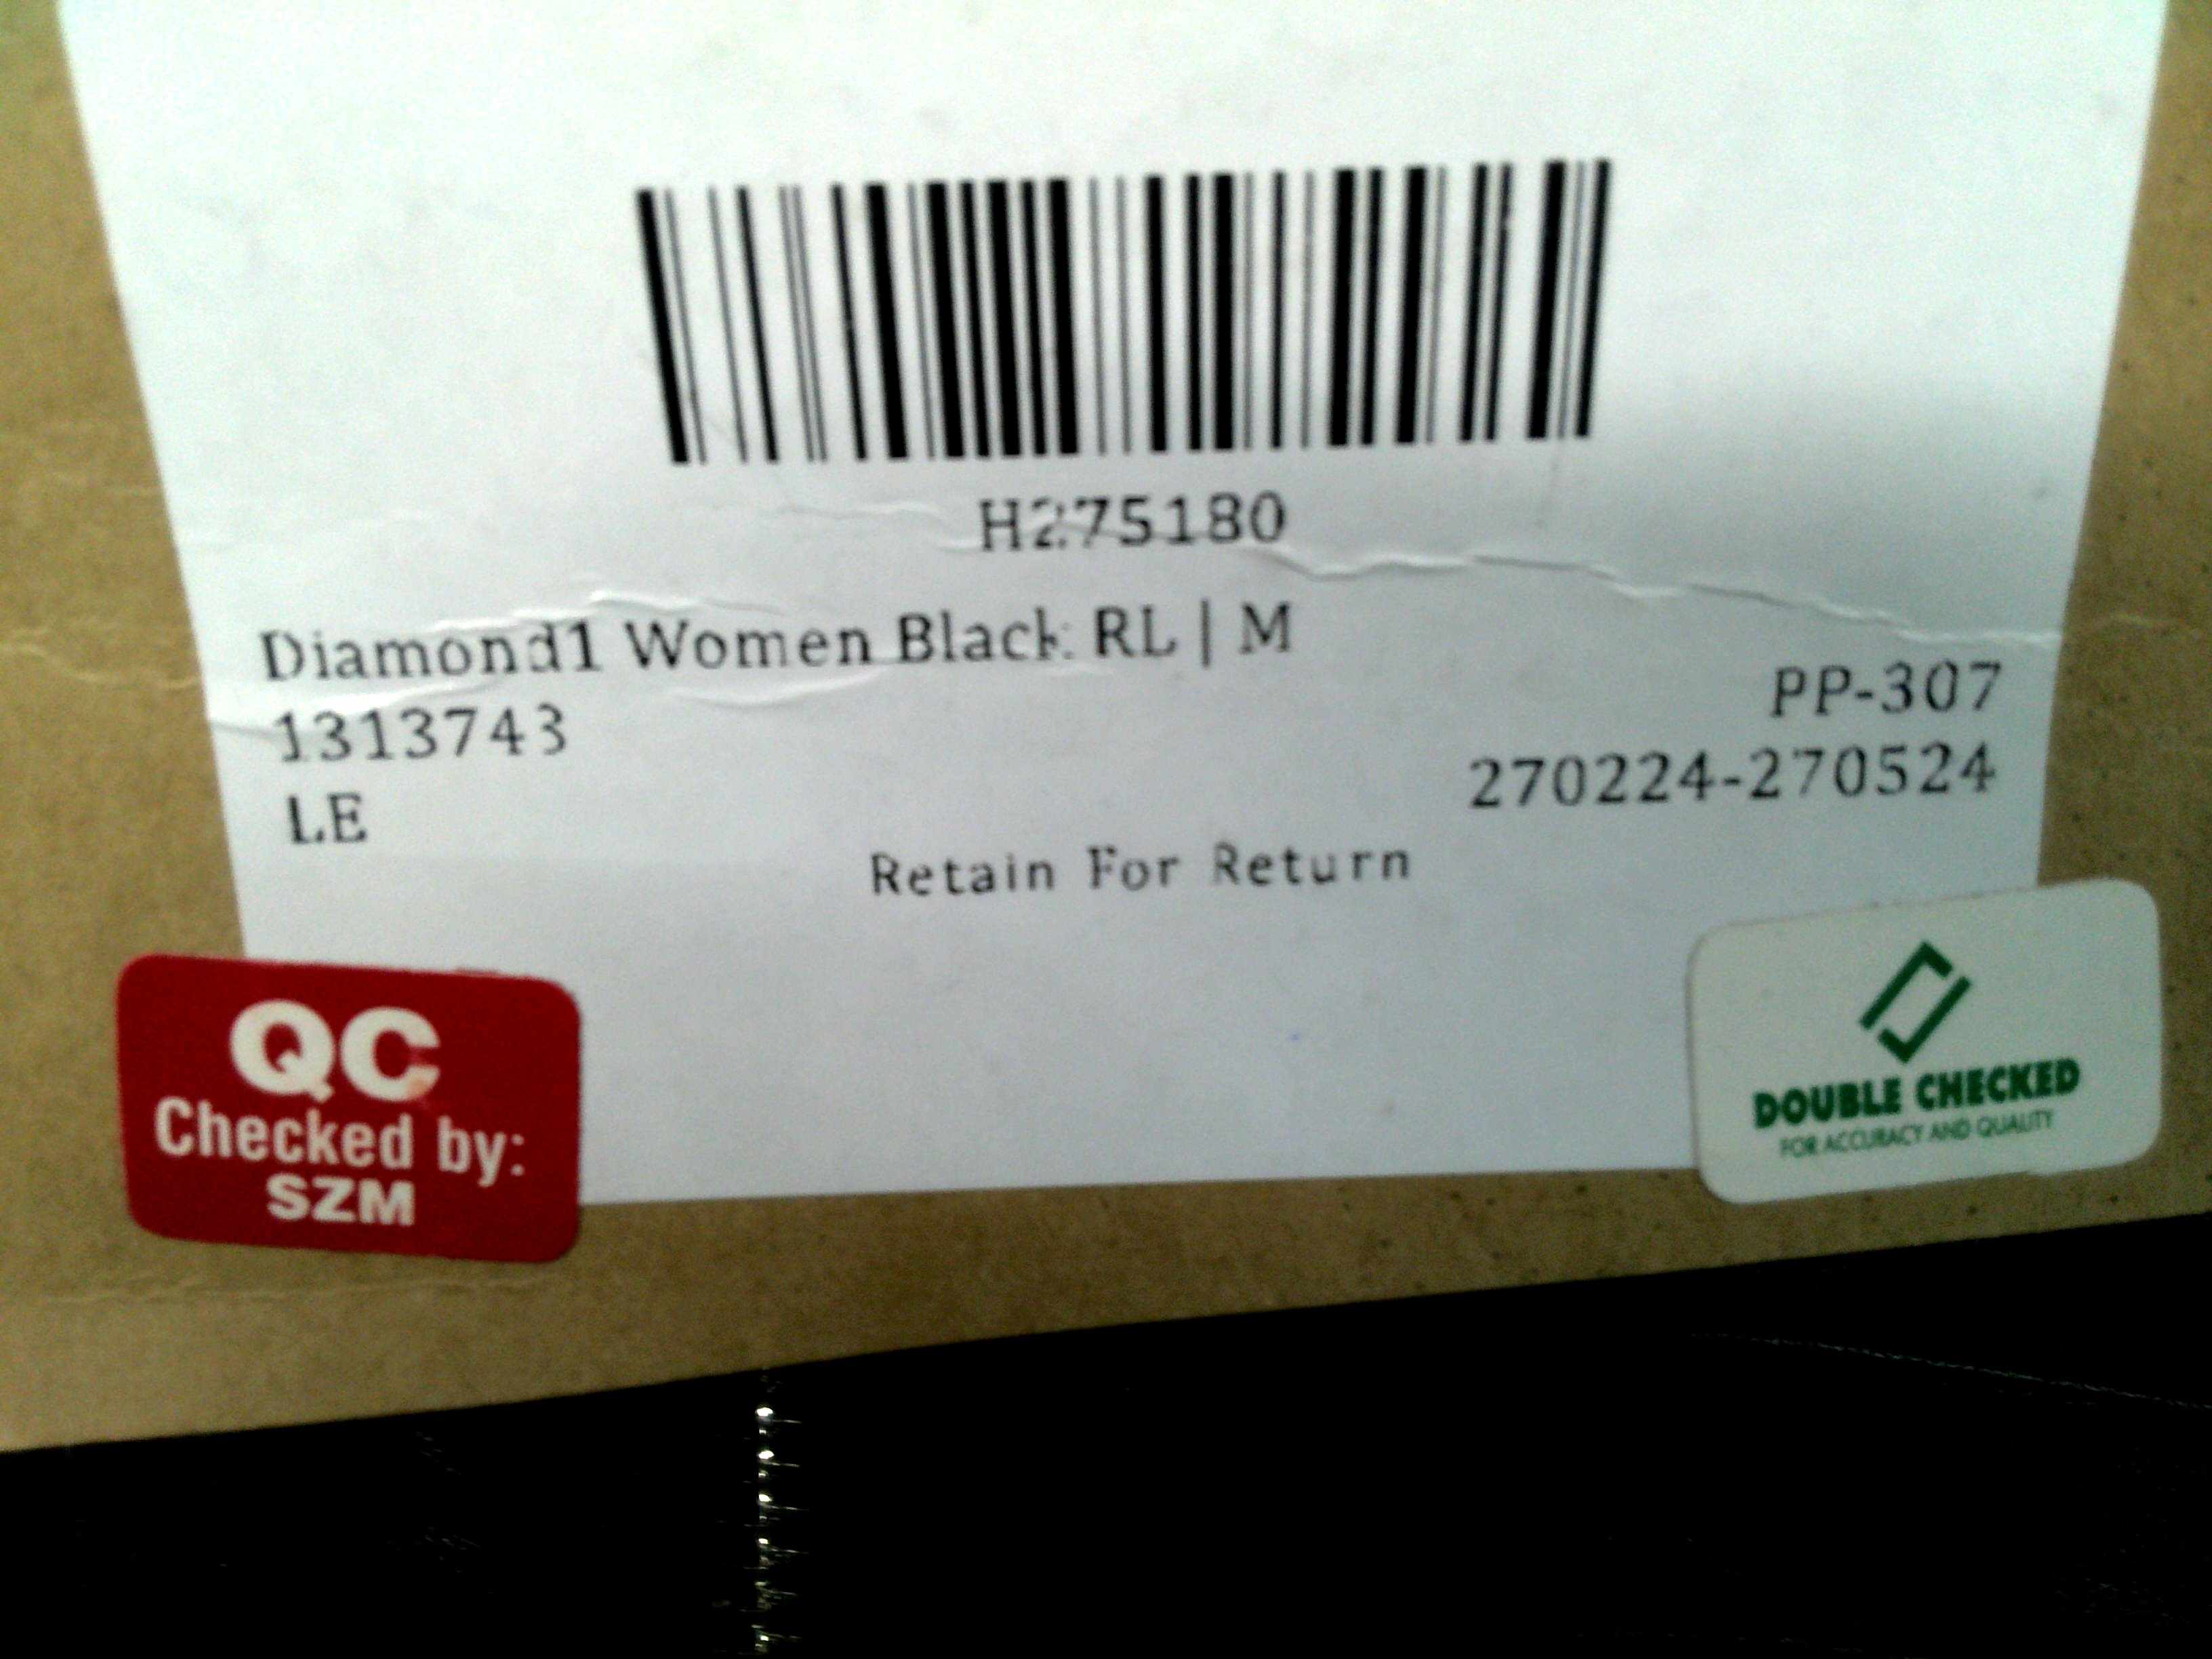 H275180
Diamond1 Women Black RL | M
1313743
PP-307
LE
270224-270524
Retain For Return
QC
Checked by:
SZM
DOUBLE CHECKED
FOR ACCURACY AND QUALITY